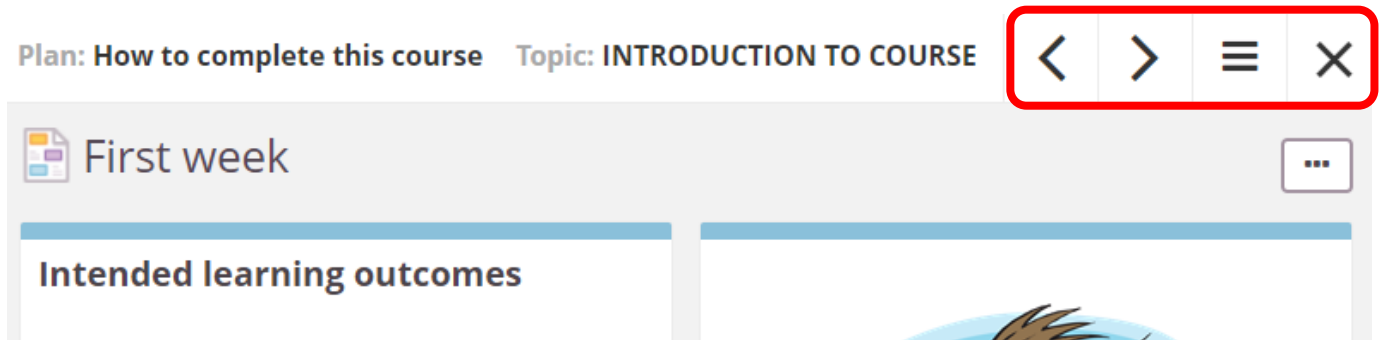 Plan: How to complete this course Topic: INTRODUCTION TO COURSE
First week
Intended learning outcomes